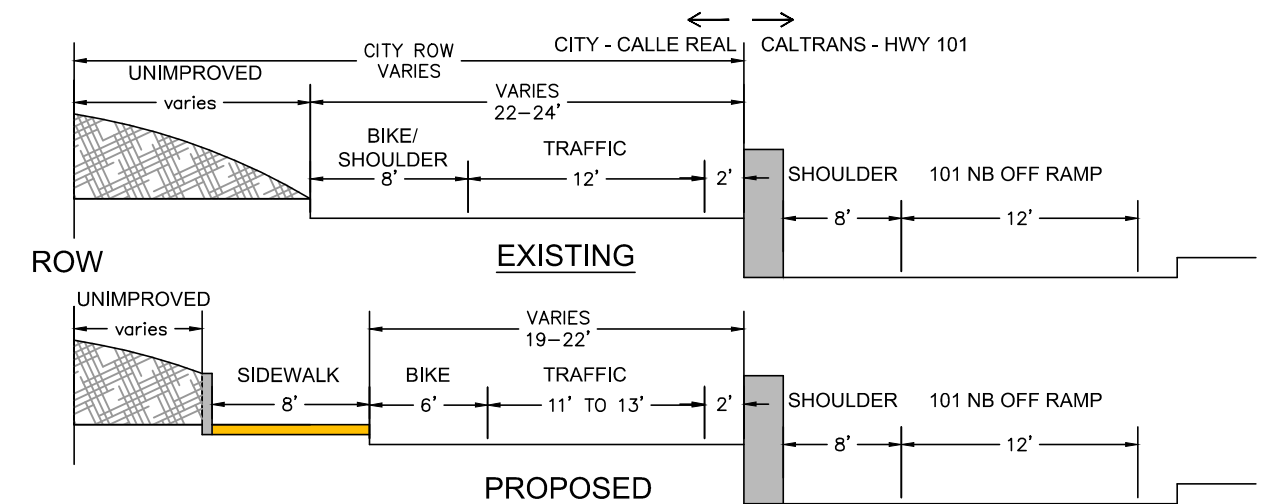 CITY - CALLE REAL
CALTRANS - HWY 101
CITY ROW
VARIES
UNIMPROVED
varies
VARIES
22-24'
BIKE/
SHOULDER
8'
TRAFFIC
12'
2'
SHOULDER
8'
101 NB OFF RAMP
12'
ROW
EXISTING
UNIMPROVED
varies
VARIES
19-22'
SIDEWALK
8'
BIKE
6'
TRAFFIC
11' TO 13'
2'
SHOULDER
8'
101 NB OFF RAMP
12'
PROPOSED